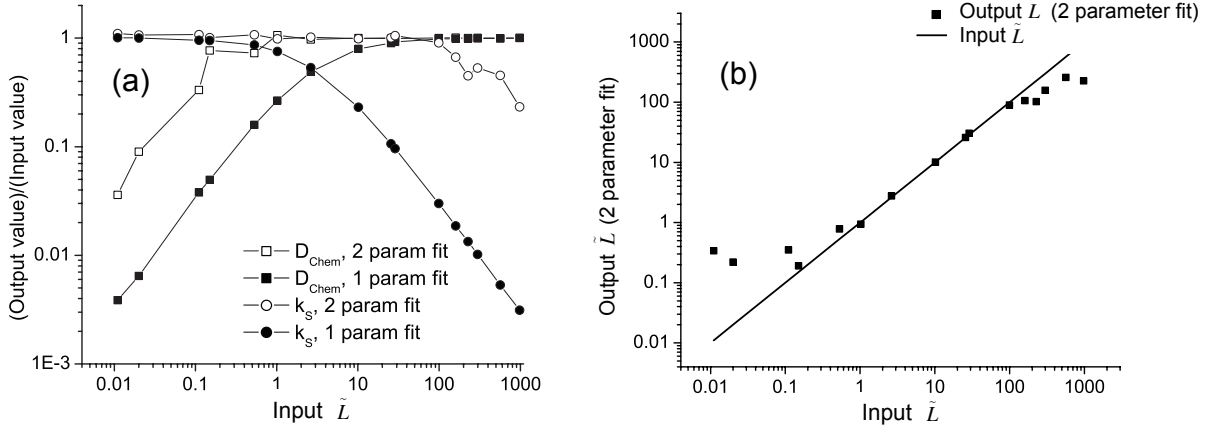 (a)
(Output value)/(Input value)
1
0.1
0.01
1E-3
D_Chem, 2 param fit
D_Chem, 1 param fit
k_S, 2 param fit
k_S, 1 param fit
0.01 0.1 1 10 100 1000
Input L̃
Output L (2 parameter fit)
Input L̃
(b)
Output L̃ (2 parameter fit)
1000
100
10
1
0.1
0.01
0.01 0.1 1 10 100 1000
Input L̃